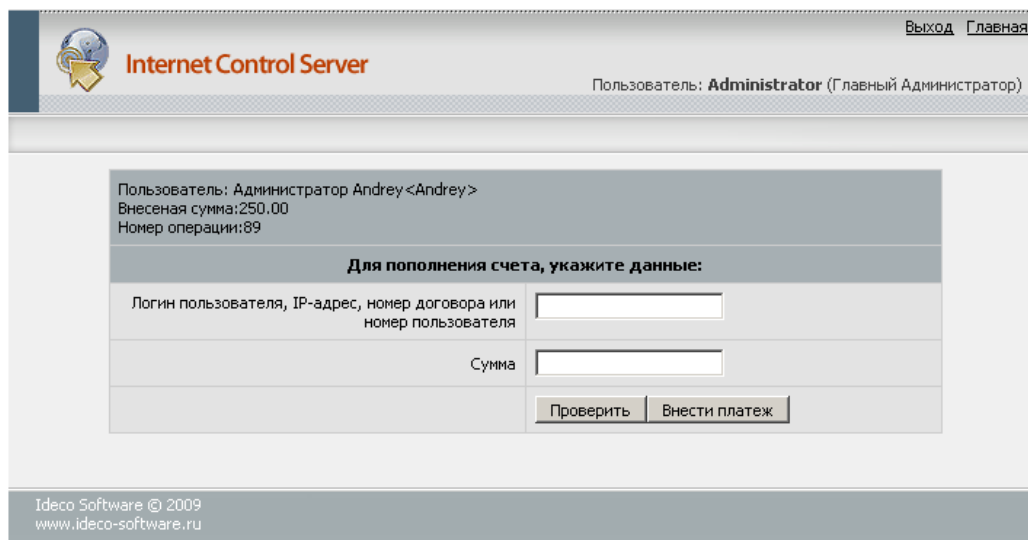 Выход Главная
Internet Control Server
Пользователь: Administrator (Главный Администратор)
Пользователь: Администратор Andrey<Andrey>
Внесеная сумма:250.00
Номер операции:89
Для пополнения счета, укажите данные:
Логин пользователя, IP-адрес, номер договора или
номер пользователя
Сумма
Проверить Внести платеж
Ideco Software © 2009
www.ideco-software.ru